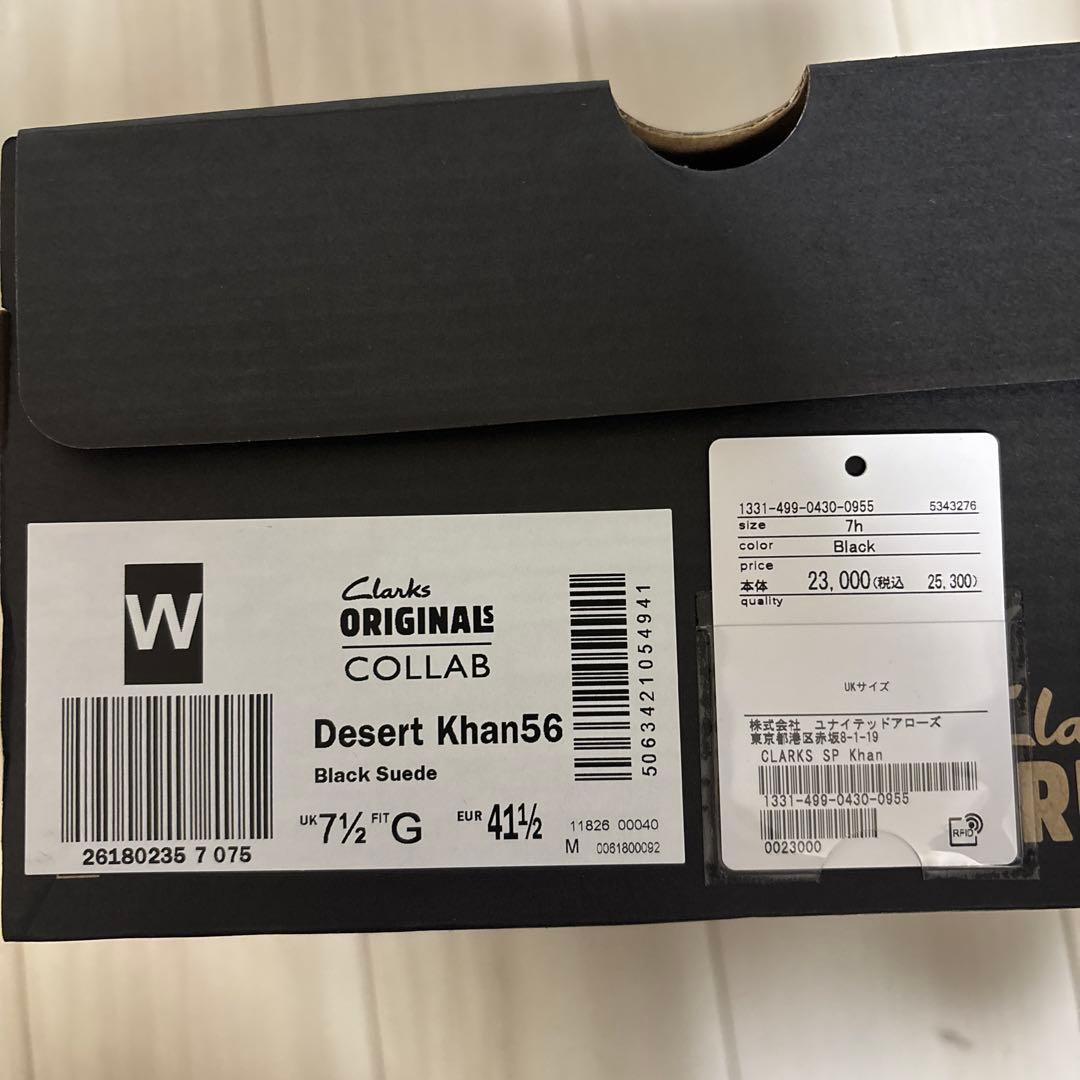 W
Clarks
ORIGINALS
COLLAB
Desert Khan56
Black Suede
UK 7½ FIT G EUR 41½
26180235 7 075
5063421054941
11826 00040
M 0061800092
1331-499-0430-0955 5343276
size 7h
color Black
price
本体 23,000(税込 25,300)
quality
UKサイズ
株式会社 ユナイテッドアローズ
東京都港区赤坂8-1-19
CLARKS SP Khan
1331-499-0430-0955
0023000
RFID
Cla
R